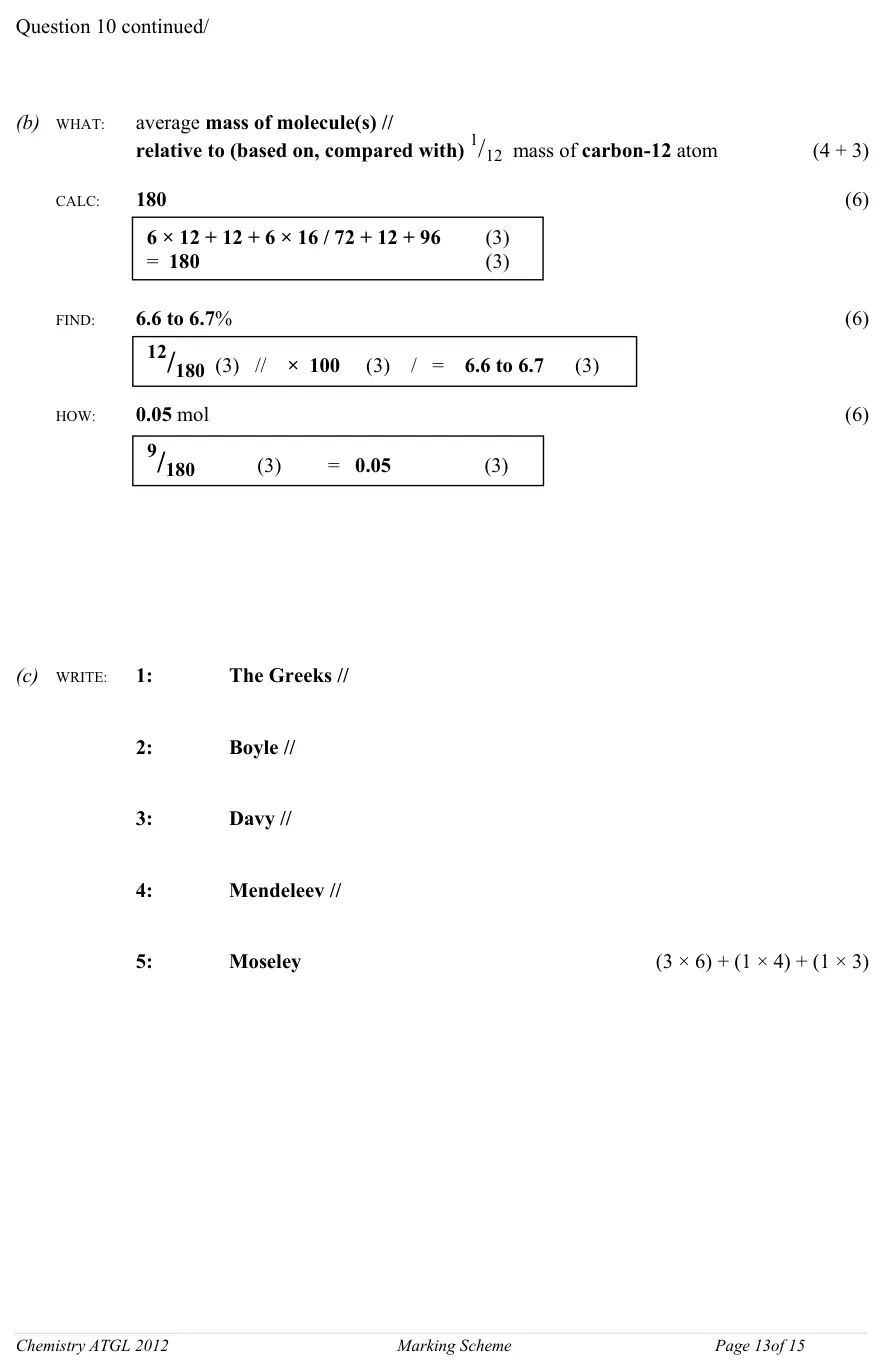 Question 10 continued/
(b) WHAT: average mass of molecule(s) //
relative to (based on, compared with) 1/12 mass of carbon-12 atom (4 + 3)
CALC: 180 (6)
6 × 12 + 12 + 6 × 16 / 72 + 12 + 96 (3)
= 180 (3)
FIND: 6.6 to 6.7% (6)
12/180 (3) // × 100 (3) / = 6.6 to 6.7 (3)
HOW: 0.05 mol (6)
9/180 (3) = 0.05 (3)
(c) WRITE: 1: The Greeks //
2: Boyle //
3: Davy //
4: Mendeleev //
5: Moseley (3 × 6) + (1 × 4) + (1 × 3)
Chemistry ATGL 2012 Marking Scheme Page 13of 15